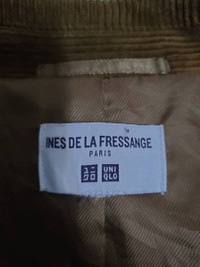 INES DE LA FRESSANGE
PARIS
ユニ UNI
クロ QLO